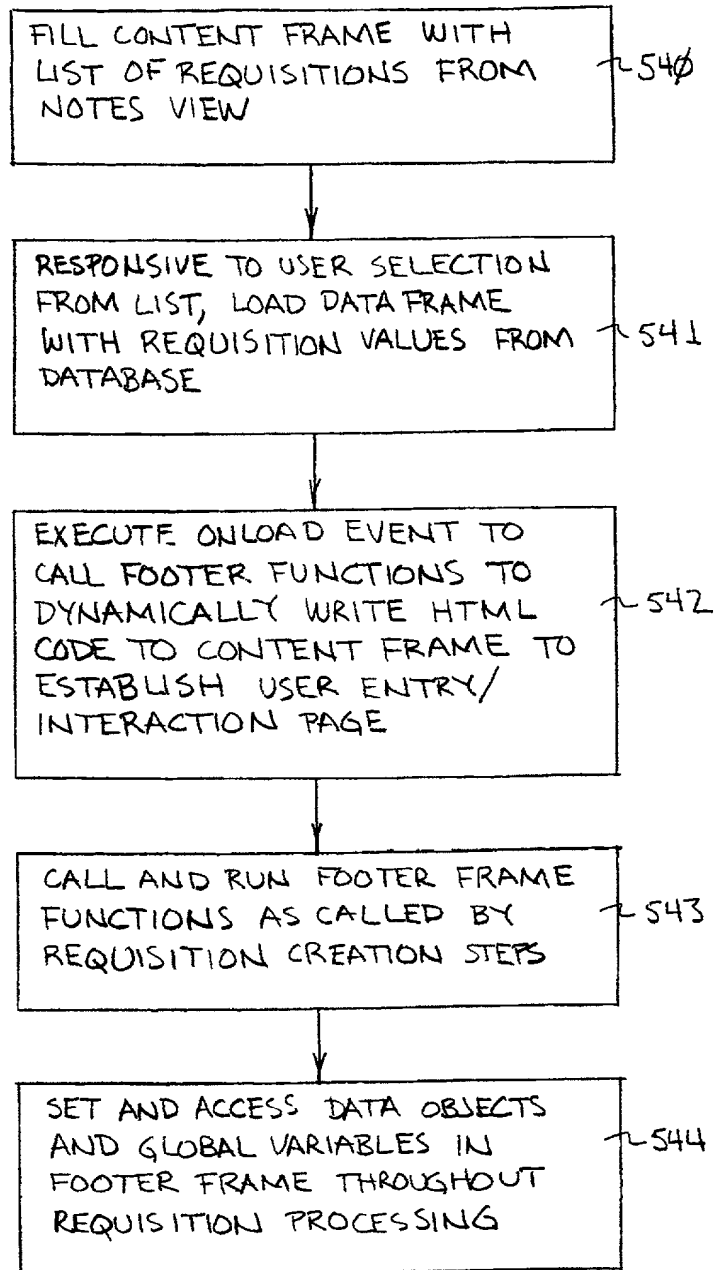 FILL CONTENT FRAME WITH
LIST OF REQUISITIONS FROM
NOTES VIEW
540
RESPONSIVE TO USER SELECTION
FROM LIST, LOAD DATA FRAME
WITH REQUISITION VALUES FROM
DATABASE
541
EXECUTE ONLOAD EVENT TO
CALL FOOTER FUNCTIONS TO
DYNAMICALLY WRITE HTML
CODE TO CONTENT FRAME TO
ESTABLISH USER ENTRY/
INTERACTION PAGE
542
CALL AND RUN FOOTER FRAME
FUNCTIONS AS CALLED BY
REQUISITION CREATION STEPS
543
SET AND ACCESS DATA OBJECTS
AND GLOBAL VARIABLES IN
FOOTER FRAME THROUGHOUT
REQUISITION PROCESSING
544